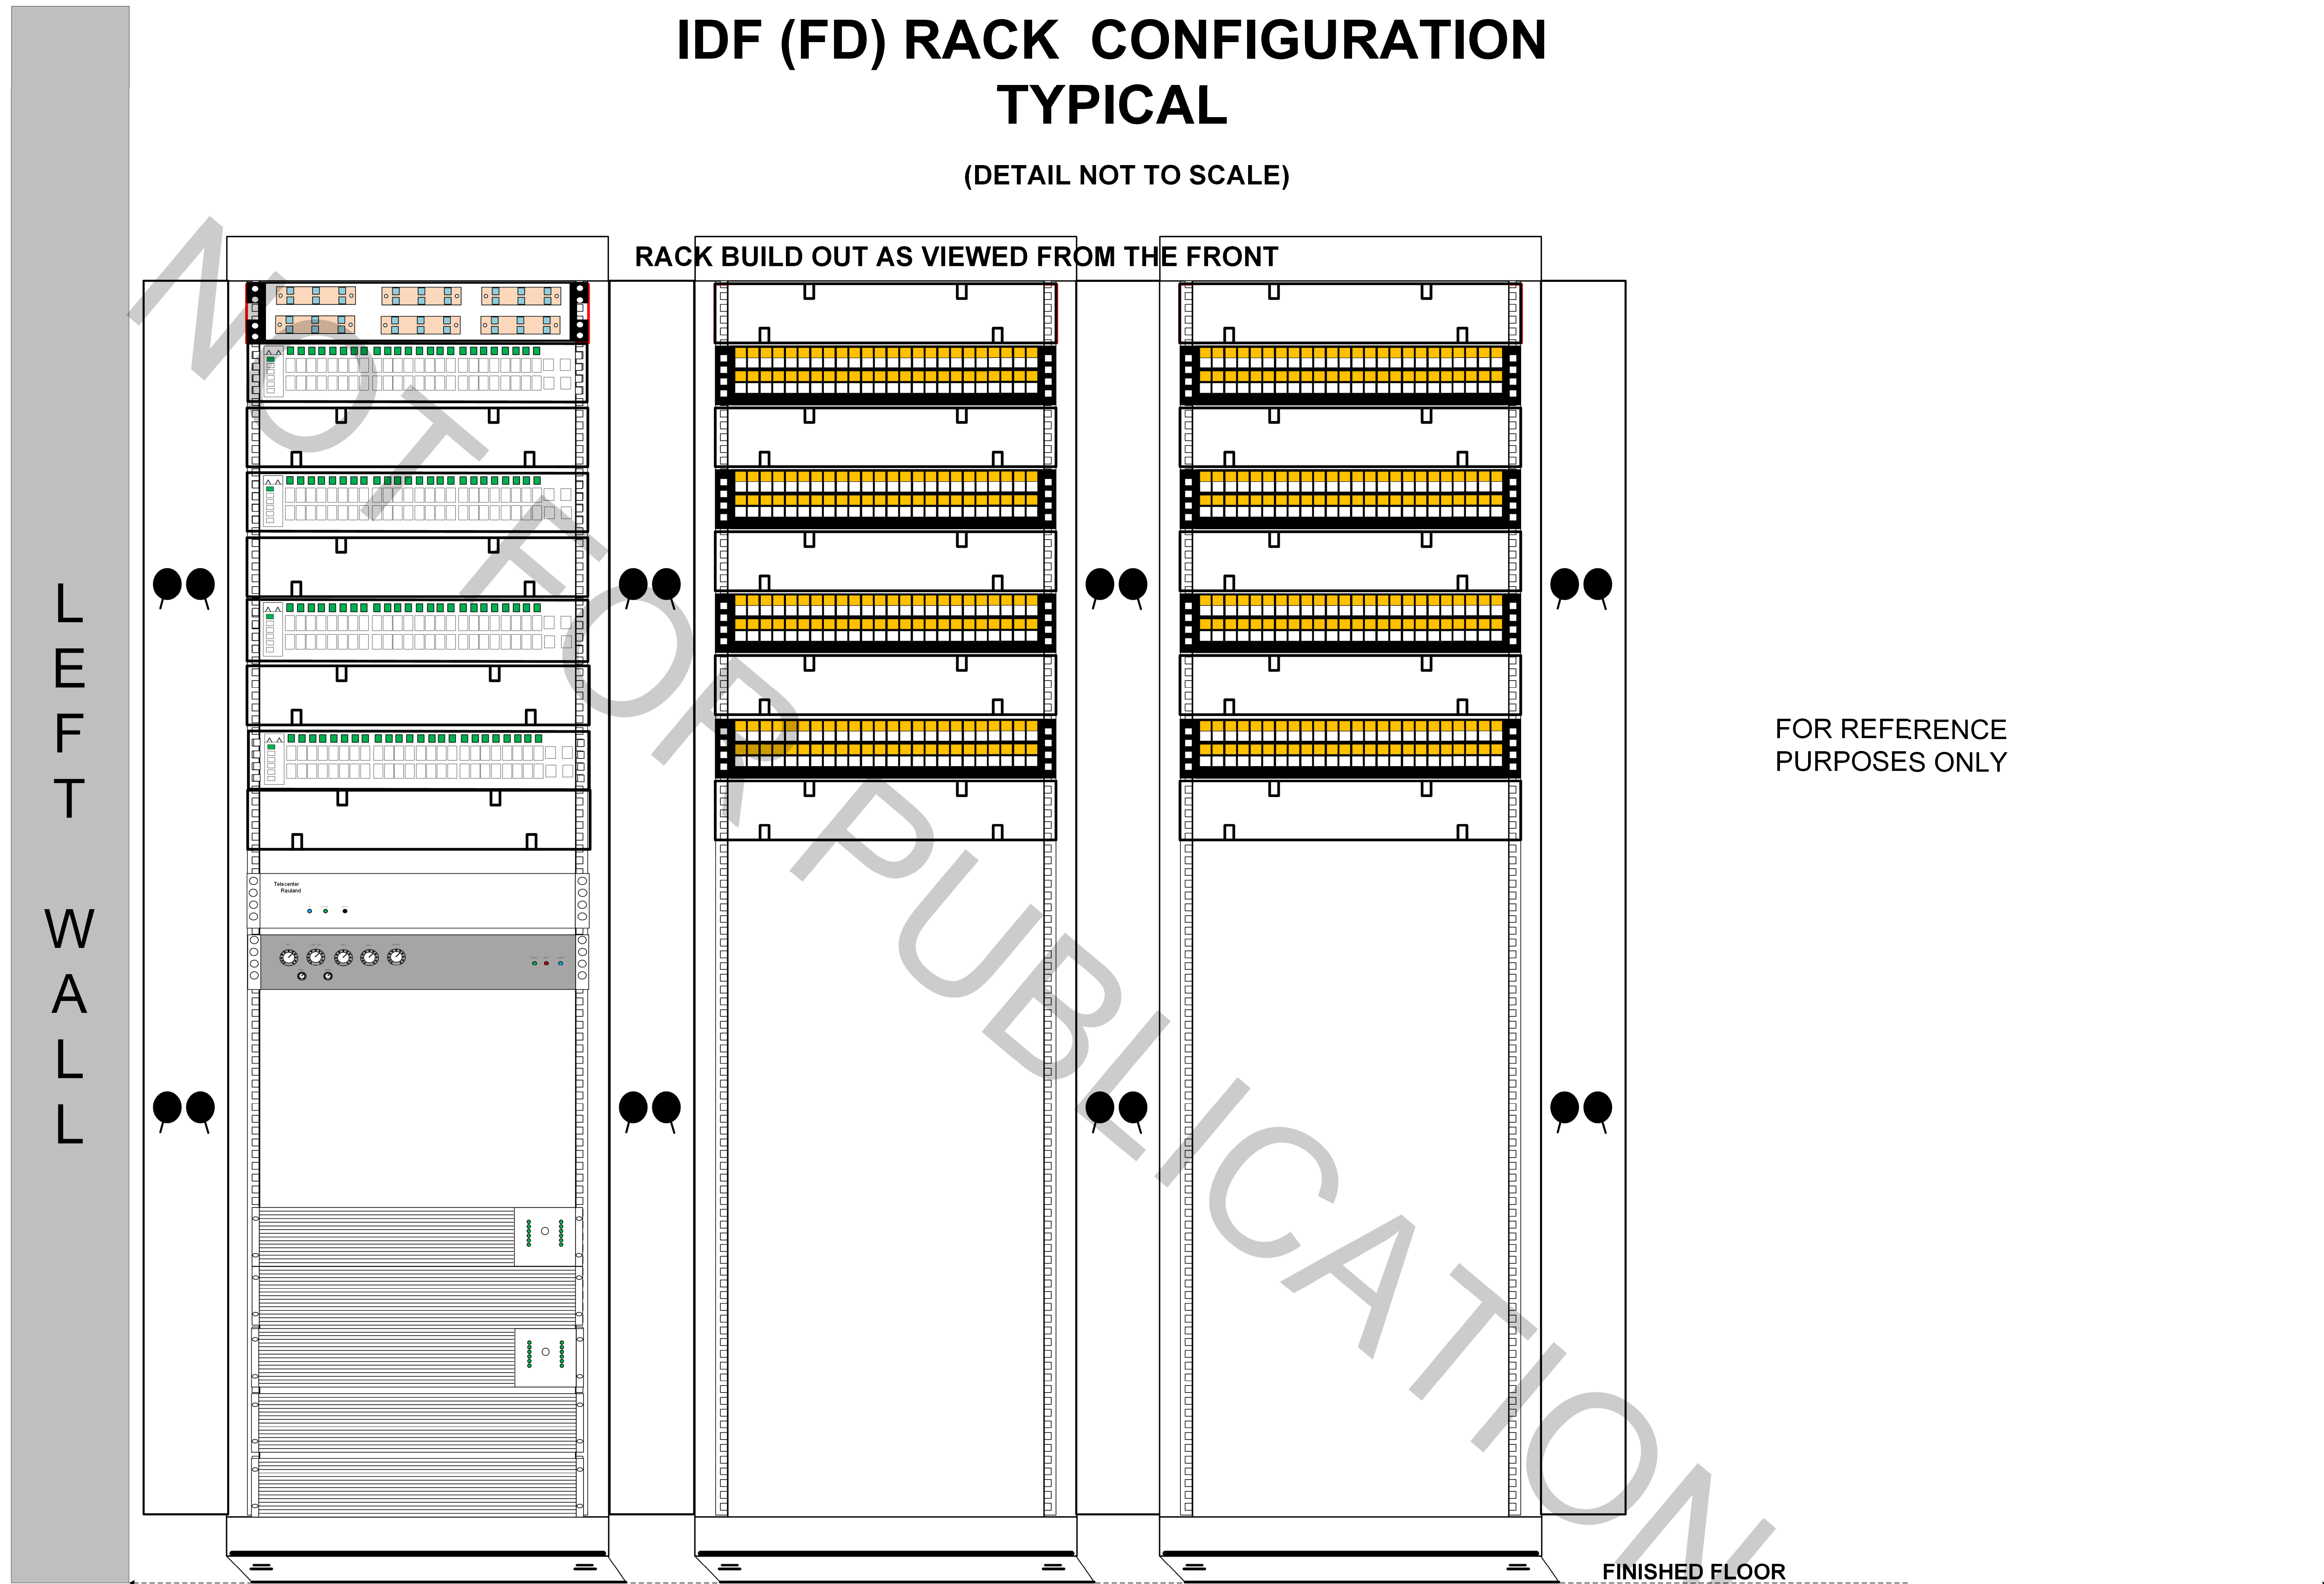 IDF (FD) RACK CONFIGURATION
TYPICAL
(DETAIL NOT TO SCALE)
RACK BUILD OUT AS VIEWED FROM THE FRONT
LEFT WALL
NOT FOR PUBLICATION
Telecenter
Rauland
FOR REFERENCE
PURPOSES ONLY
FINISHED FLOOR